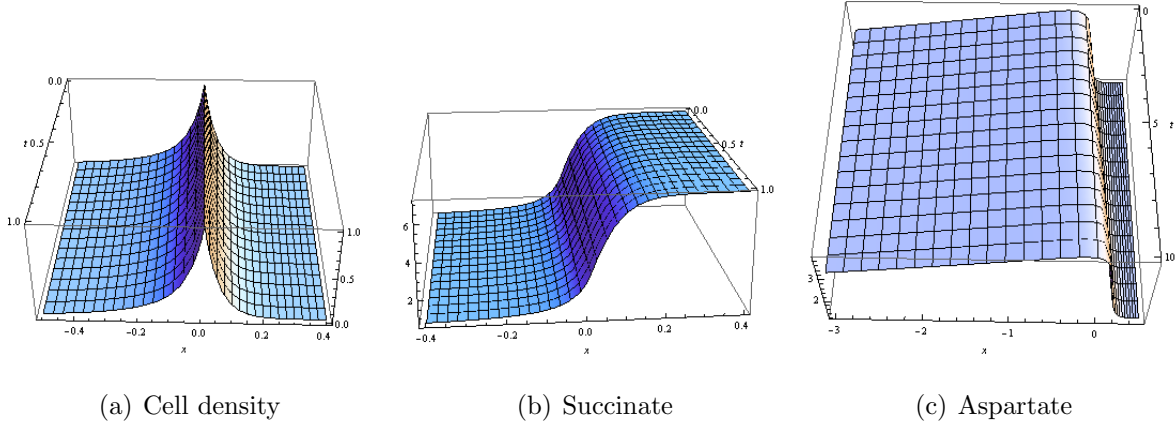 0.0
t 0.5
1.0
1.0
0.5
0.0
−0.4 −0.2 0.0 0.2 0.4
x
(a) Cell density
0.0
0.5 t
1.0
6
4
2
−0.4 −0.2 0.0 0.2 0.4
x
(b) Succinate
0
5 t
10
3
2
−3 −2 −1 0
x
(c) Aspartate